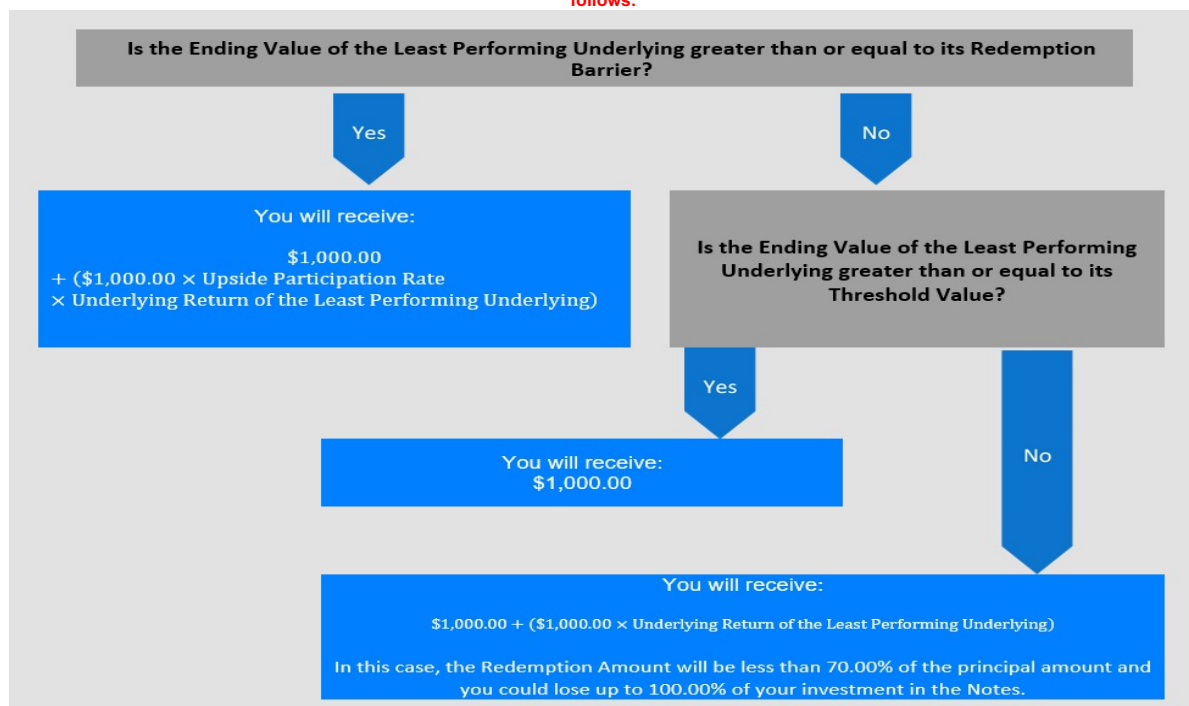 follows:
Is the Ending Value of the Least Performing Underlying greater than or equal to its Redemption
Barrier?
Yes
No
You will receive:
$1,000.00
+ ($1,000.00 × Upside Participation Rate
× Underlying Return of the Least Performing Underlying)
Is the Ending Value of the Least Performing
Underlying greater than or equal to its
Threshold Value?
Yes
No
You will receive:
$1,000.00
You will receive:
$1,000.00 + ($1,000.00 × Underlying Return of the Least Performing Underlying)
In this case, the Redemption Amount will be less than 70.00% of the principal amount and
you could lose up to 100.00% of your investment in the Notes.